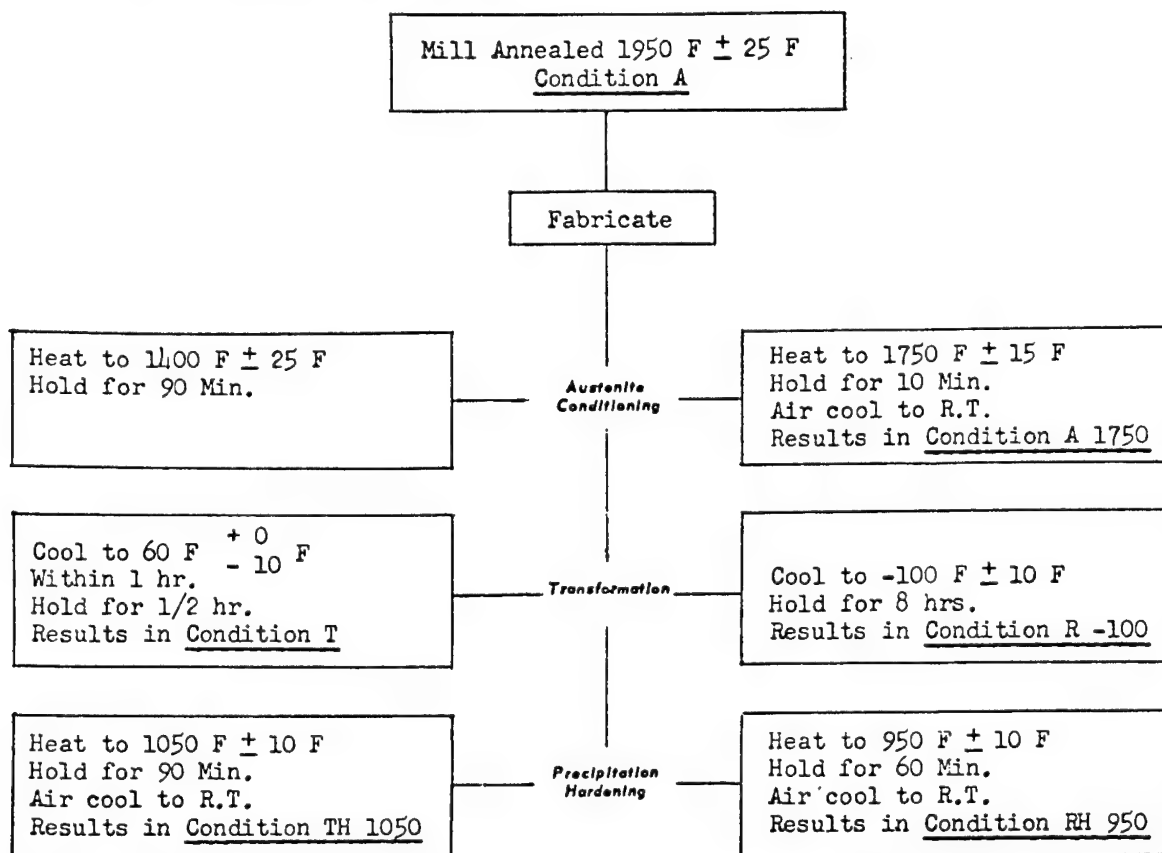 Mill Annealed 1950 F ± 25 F
Condition A
Fabricate
Heat to 1400 F ± 25 F
Hold for 90 Min.
Austenite
Conditioning
Heat to 1750 F ± 15 F
Hold for 10 Min.
Air cool to R.T.
Results in Condition A 1750
Cool to 60 F + 0 - 10 F
Within 1 hr.
Hold for 1/2 hr.
Results in Condition T
Transformation
Cool to -100 F ± 10 F
Hold for 8 hrs.
Results in Condition R -100
Heat to 1050 F ± 10 F
Hold for 90 Min.
Air cool to R.T.
Results in Condition TH 1050
Precipitation
Hardening
Heat to 950 F ± 10 F
Hold for 60 Min.
Air cool to R.T.
Results in Condition RH 950